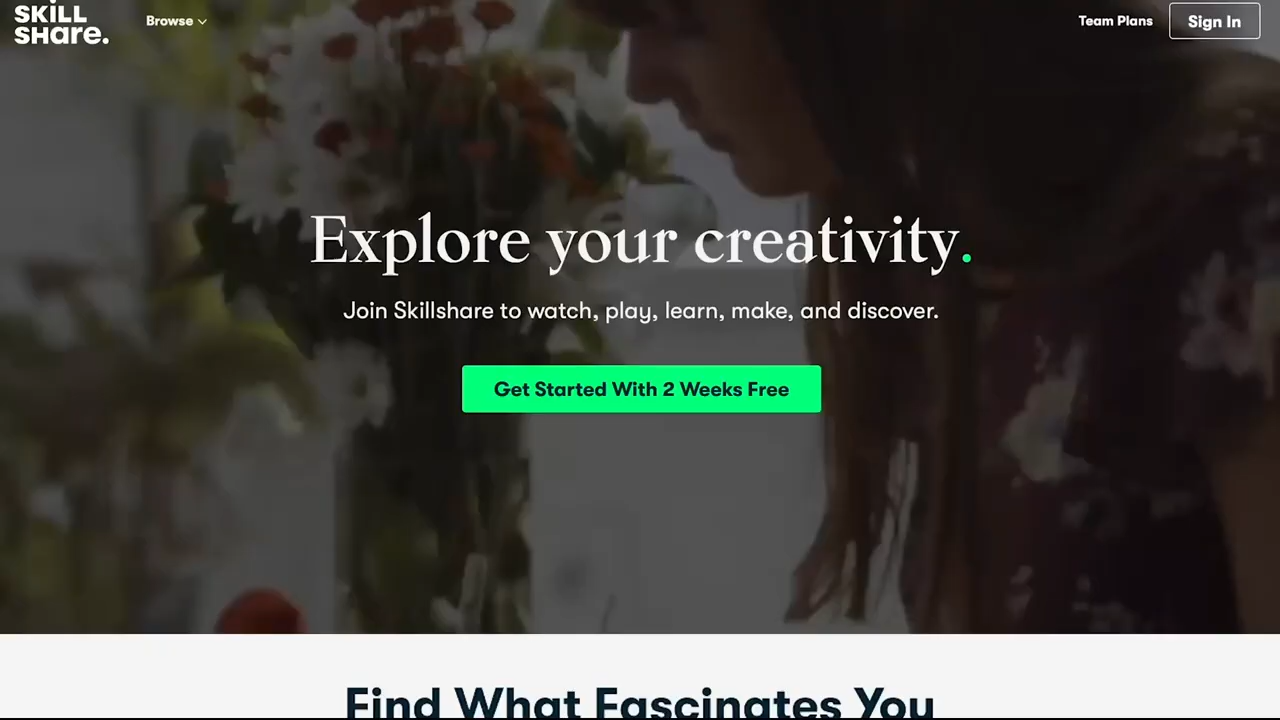 SKILL
SHare.
Browse
Team Plans
Sign In
Explore your creativity.
Join Skillshare to watch, play, learn, make, and discover.
Get Started With 2 Weeks Free
Find What Fascinates You